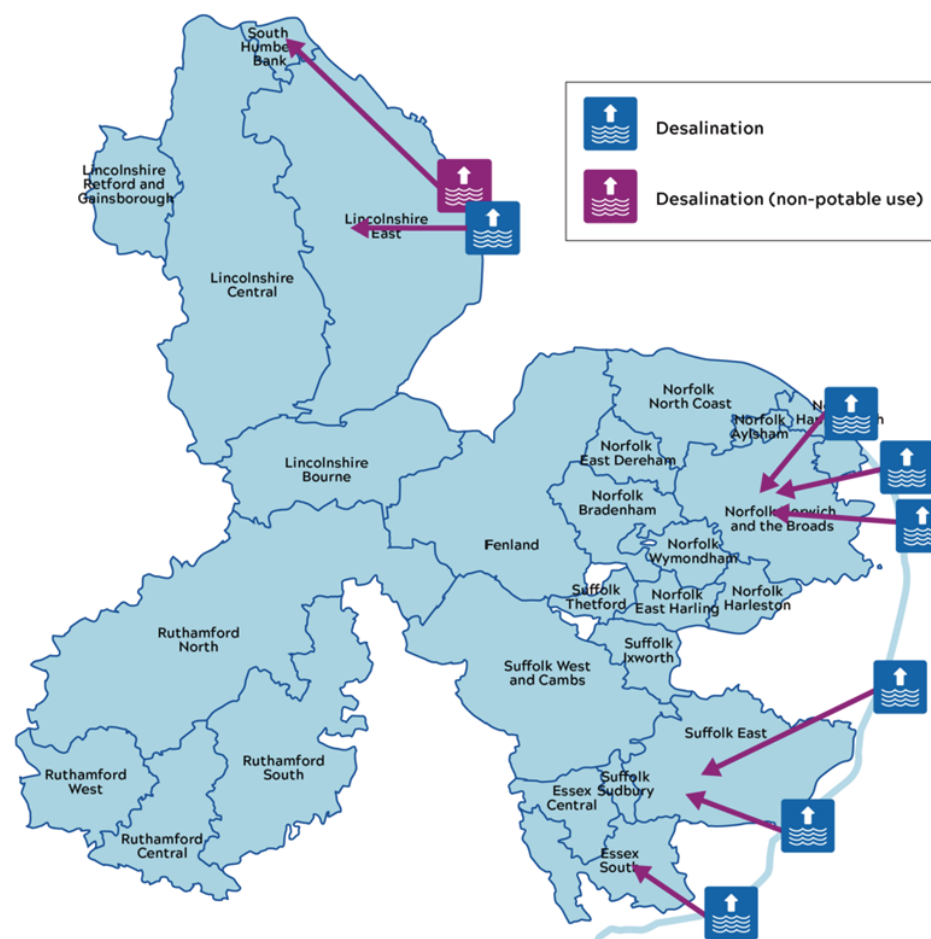 South
Humbe
Bank
Desalination
Lincolnshire
Retford and
Gainsborough
Desalination (non-potable use)
Lincolnshire
East
Lincolnshire
Central
Norfolk
North Coast
Norfolk
Aylsham
Norfolk
East Dereham
Lincolnshire
Bourne
Norfolk
Bradenham
Norfolk
and the Broads
Fenland
Norfolk
Wymondham
Suffolk
Thetford
Norfolk
East Harling
Norfolk
Harleston
Ruthamford
North
Suffolk
Ixworth
Suffolk West
and Cambs
Suffolk East
Ruthamford
South
Ruthamford
West
Suffolk
Sudbury
Essex
Central
Ruthamford
Central
Essex
South